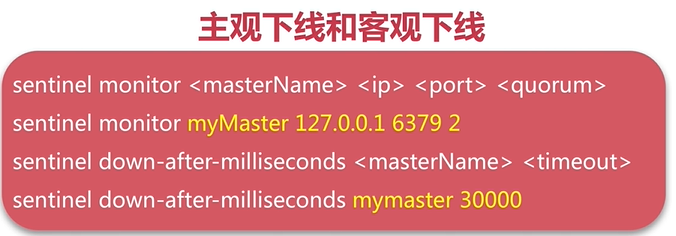 主观下线和客观下线
sentinel monitor <masterName> <ip> <port> <quorum>
sentinel monitor myMaster 127.0.0.1 6379 2
sentinel down-after-milliseconds <masterName> <timeout>
sentinel down-after-milliseconds mymaster 30000